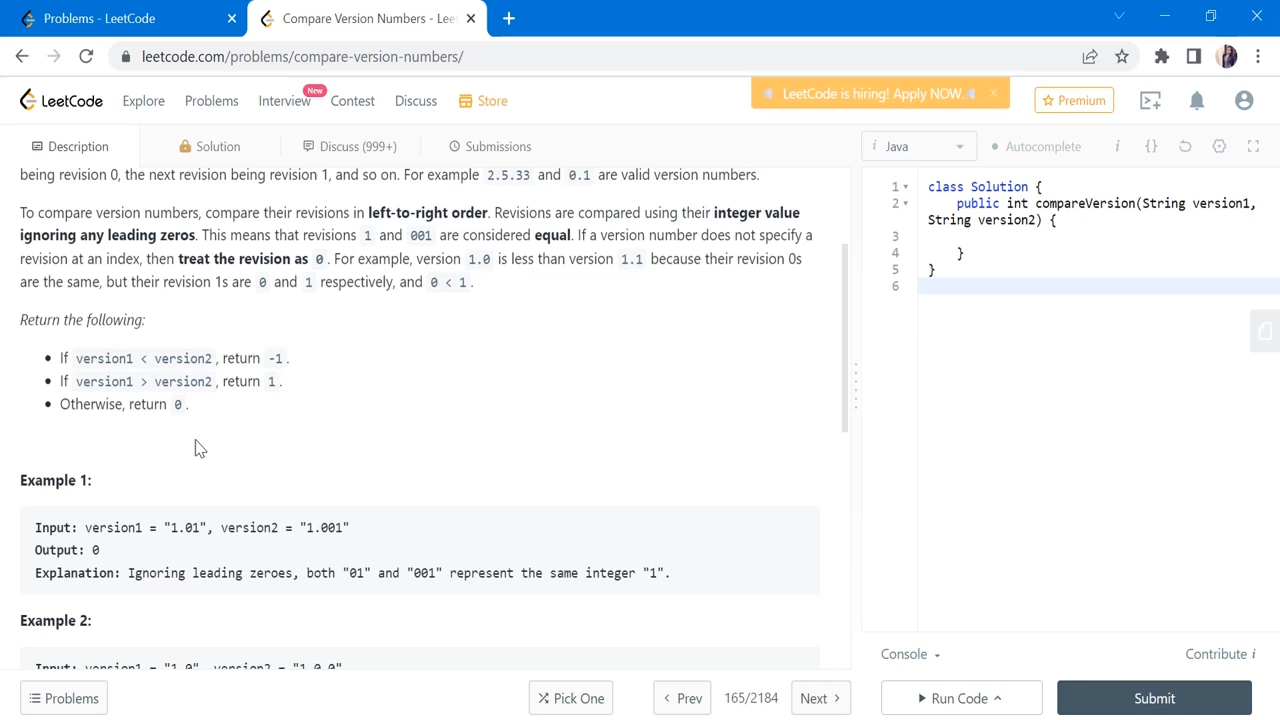 Problems - LeetCode
Compare Version Numbers - Lee
leetcode.com/problems/compare-version-numbers/
LeetCode
Explore
Problems
Interview
New
Contest
Discuss
Store
LeetCode is hiring! Apply NOW.
Premium
Description
Solution
Discuss (999+)
Submissions
i Java
Autocomplete
i
{}
being revision 0, the next revision being revision 1, and so on. For example 2.5.33 and 0.1 are valid version numbers.
To compare version numbers, compare their revisions in left-to-right order. Revisions are compared using their integer value
ignoring any leading zeros. This means that revisions 1 and 001 are considered equal. If a version number does not specify a
revision at an index, then treat the revision as 0. For example, version 1.0 is less than version 1.1 because their revision 0s
are the same, but their revision 1s are 0 and 1 respectively, and 0 < 1.
Return the following:
• If version1 < version2, return -1.
• If version1 > version2, return 1.
• Otherwise, return 0.
Example 1:
Input: version1 = "1.01", version2 = "1.001"
Output: 0
Explanation: Ignoring leading zeroes, both "01" and "001" represent the same integer "1".
Example 2:
Input: version1 = "1.0", version2 = "1.0.0"
1 class Solution {
2 public int compareVersion(String version1,
String version2) {
3
4 }
5 }
6
Console
Contribute i
Problems
Pick One
Prev
165/2184
Next
Run Code
Submit